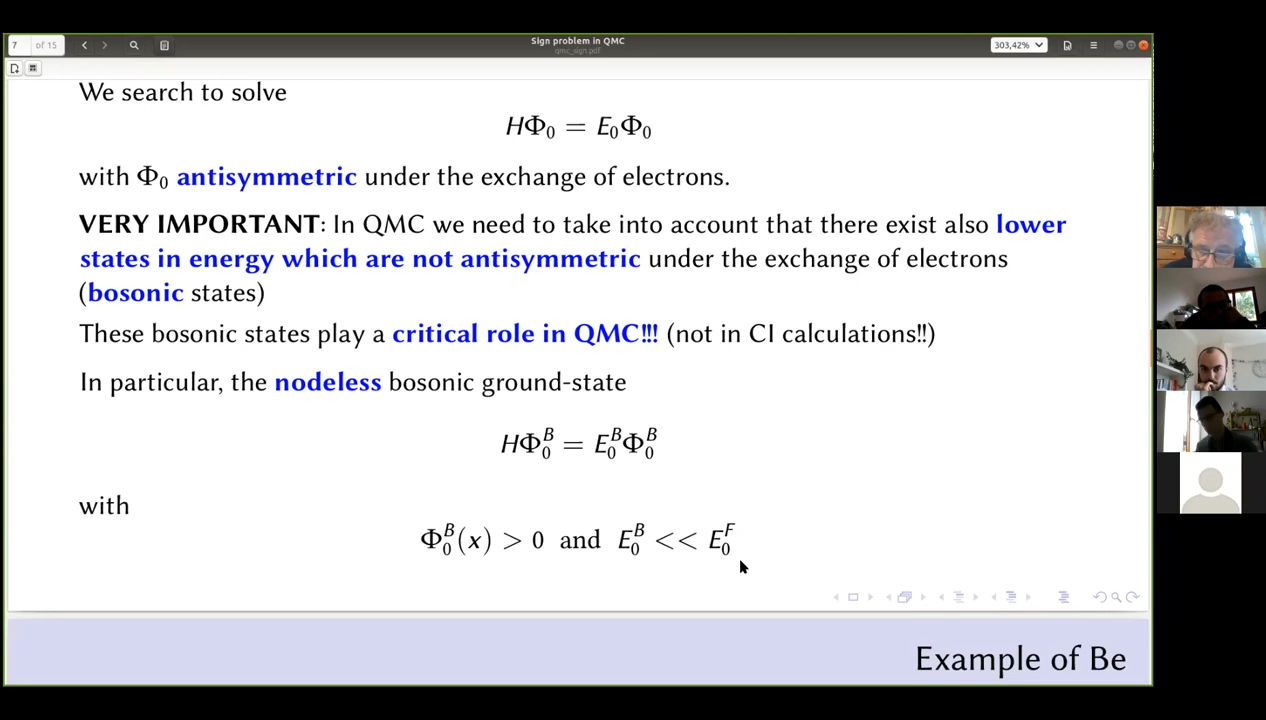 7 of 15
Sign problem in QMC
qmc_sign.pdf
303,42%
We search to solve
HΦ₀ = E₀Φ₀
with Φ₀ antisymmetric under the exchange of electrons.
VERY IMPORTANT: In QMC we need to take into account that there exist also lower
states in energy which are not antisymmetric under the exchange of electrons
(bosonic states)
These bosonic states play a critical role in QMC!!! (not in CI calculations!!)
In particular, the nodeless bosonic ground-state
HΦ₀ᴮ = E₀ᴮΦ₀ᴮ
with
Φ₀ᴮ(x) > 0 and E₀ᴮ << E₀ᶠ
Example of Be